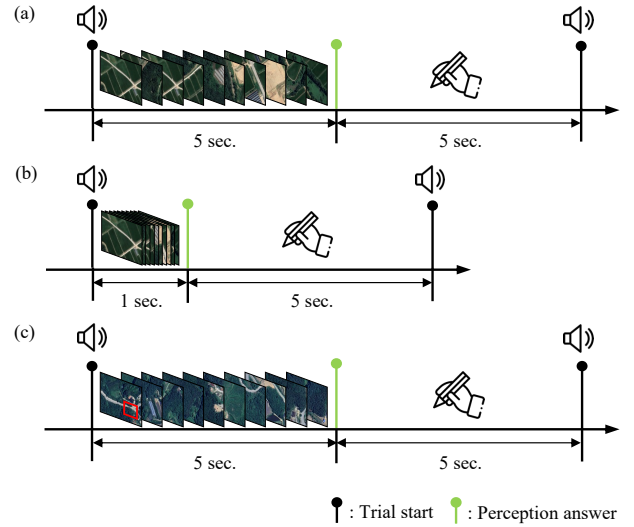 (a)
5 sec.
5 sec.
(b)
1 sec.
5 sec.
(c)
5 sec.
5 sec.
: Trial start
: Perception answer